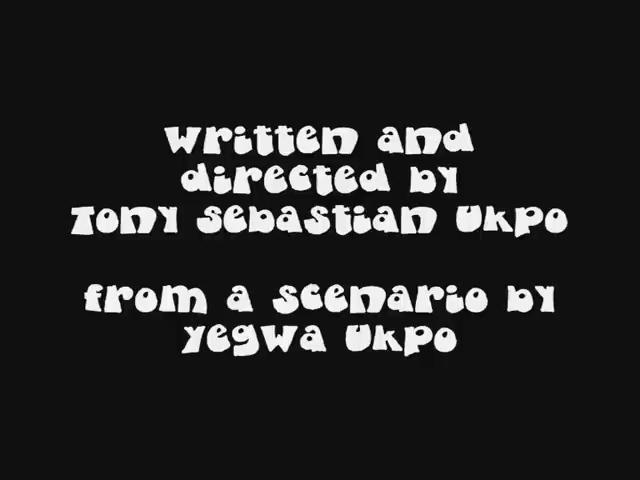 written and
directed by
Tony Sebastian Ukpo
from a scenario by
Yegwa Ukpo